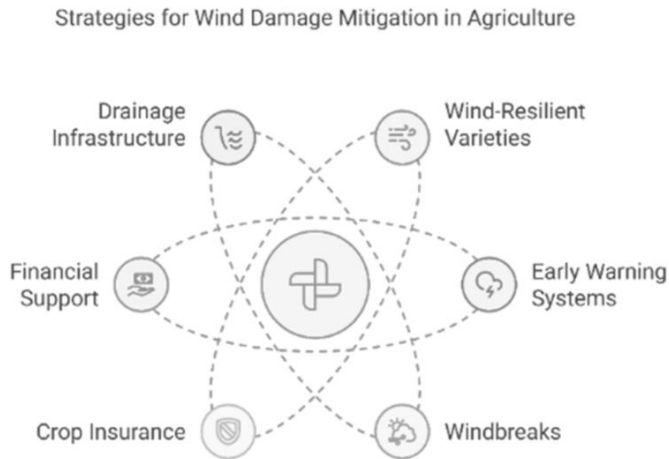 Strategies for Wind Damage Mitigation in Agriculture
Drainage
Infrastructure
Wind-Resilient
Varieties
Financial
Support
Early Warning
Systems
Crop Insurance
Windbreaks